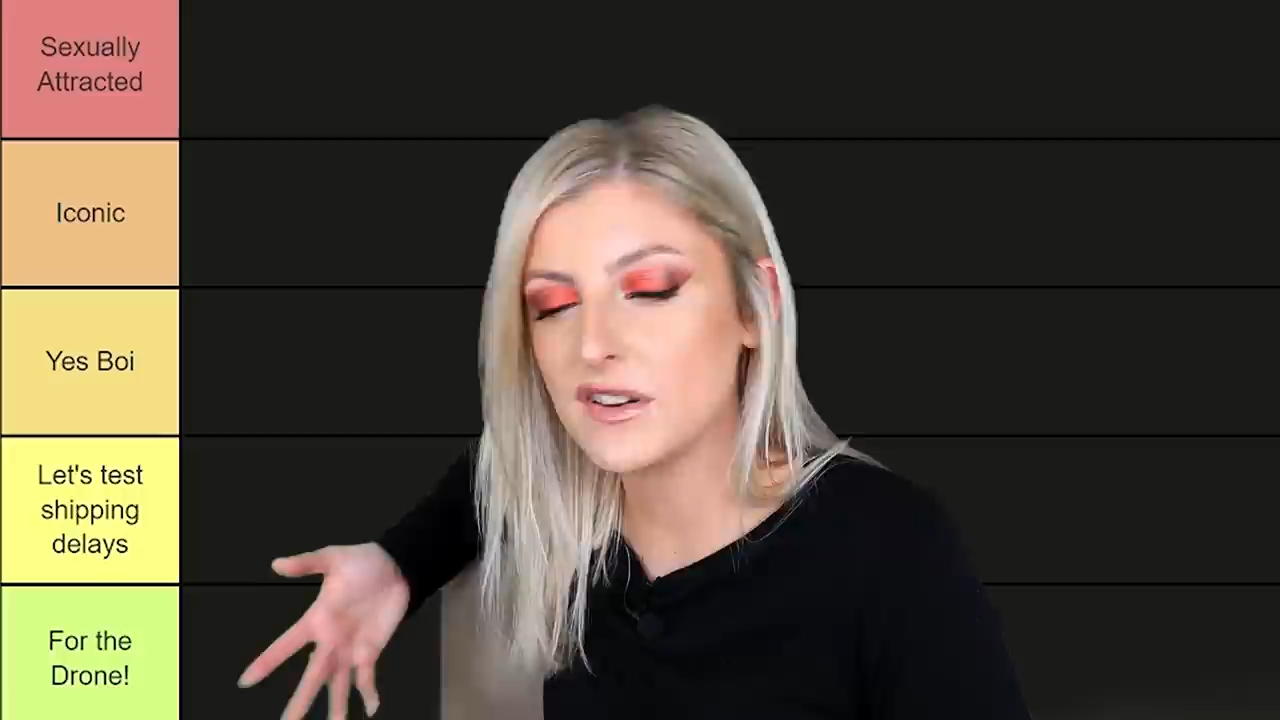 Sexually
Attracted
Iconic
Yes Boi
Let's test
shipping
delays
For the
Drone!